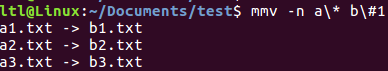 ltl@Linux:~/Documents/test$ mmv -n a\* b\#1
a1.txt -> b1.txt
a2.txt -> b2.txt
a3.txt -> b3.txt